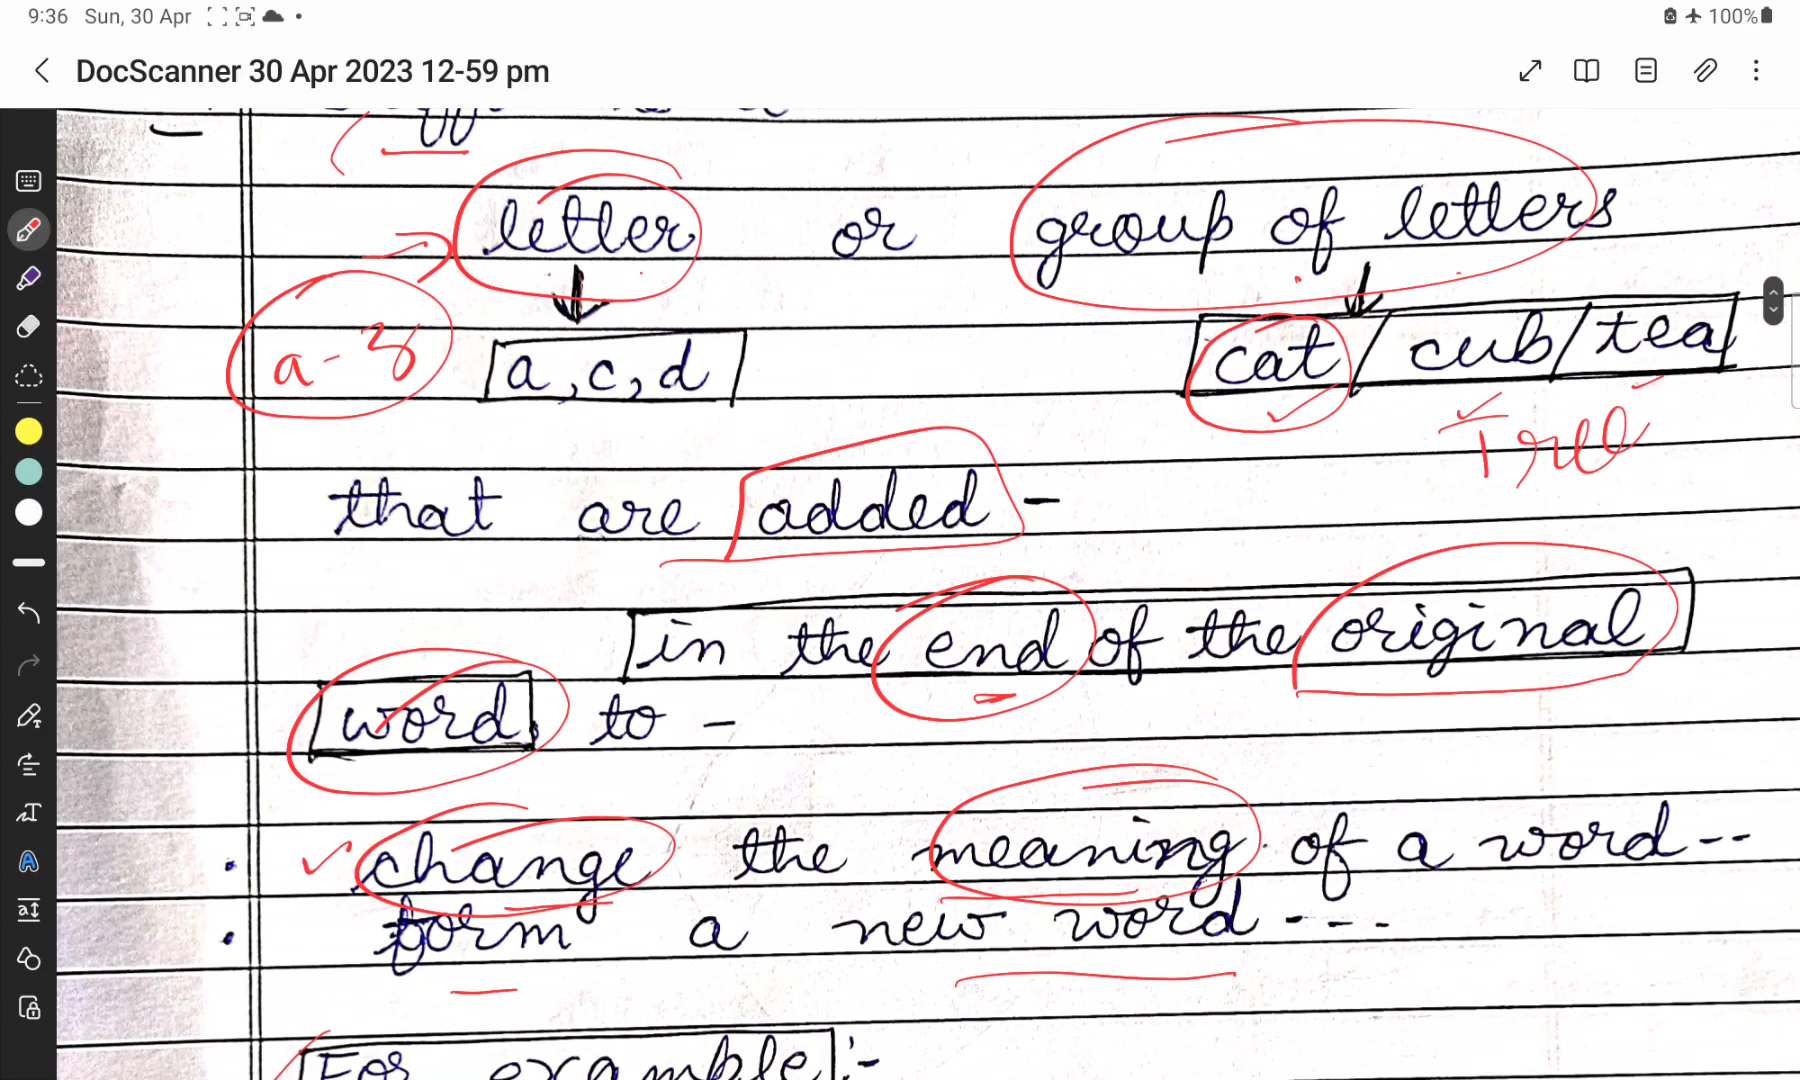 9:36 Sun, 30 Apr
100%
DocScanner 30 Apr 2023 12-59 pm
letter or group of letters
a-z
a, c, d
cat / cub / tea
Tree
that are added -
in the end of the original
word to -
change the meaning of a word --
form a new word ---
For example :-